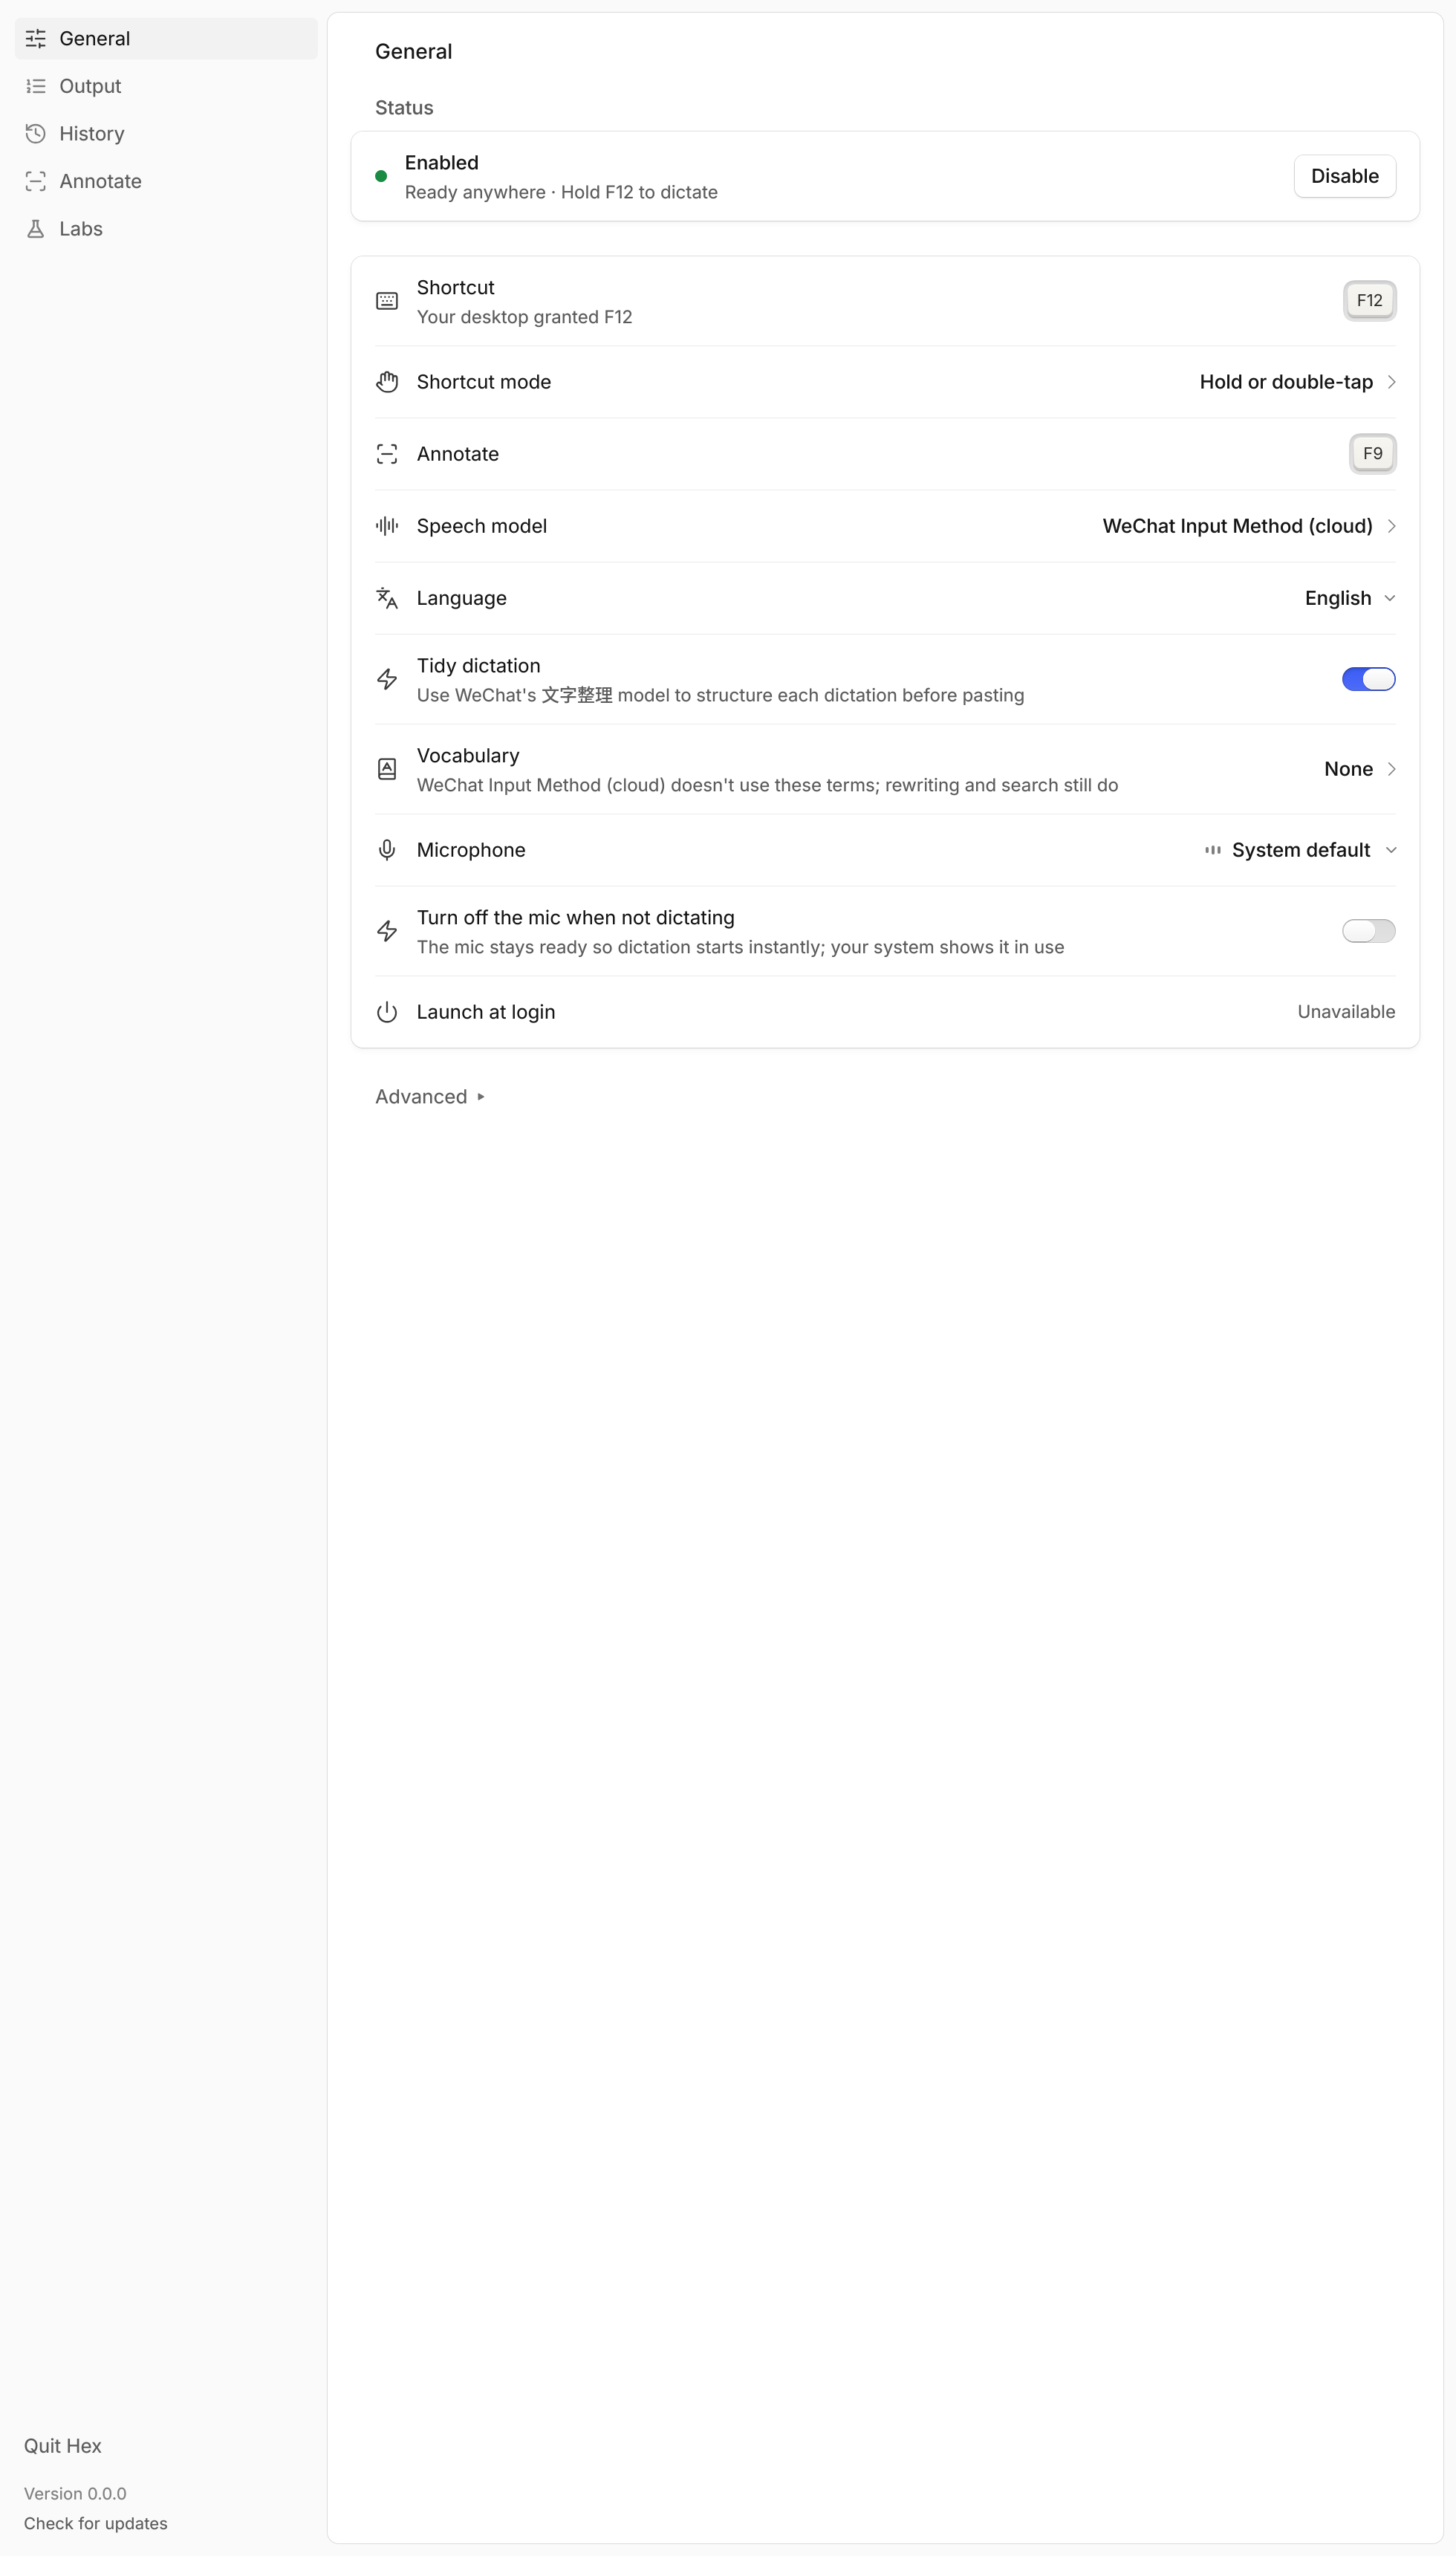 General
Output
History
Annotate
Labs
General
Status
Enabled
Ready anywhere · Hold F12 to dictate
Disable
Shortcut
Your desktop granted F12
F12
Shortcut mode
Hold or double-tap
Annotate
F9
Speech model
WeChat Input Method (cloud)
Language
English
Tidy dictation
Use WeChat's 文字整理 model to structure each dictation before pasting
Vocabulary
WeChat Input Method (cloud) doesn't use these terms; rewriting and search still do
None
Microphone
System default
Turn off the mic when not dictating
The mic stays ready so dictation starts instantly; your system shows it in use
Launch at login
Unavailable
Advanced
Quit Hex
Version 0.0.0
Check for updates